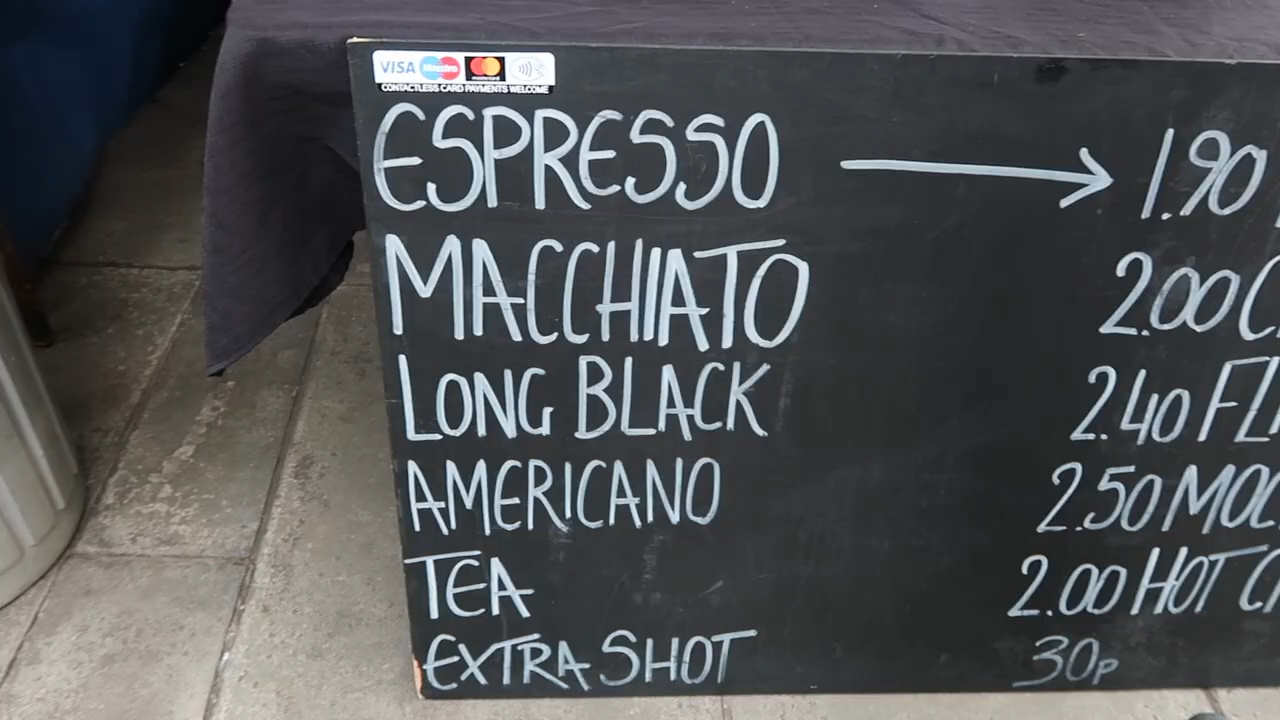 VISA Maestro mastercard
CONTACTLESS CARD PAYMENTS WELCOME
ESPRESSO → 1.90
MACCHIATO 2.00
LONG BLACK 2.40
AMERICANO 2.50
TEA 2.00 HOT
EXTRA SHOT 30p